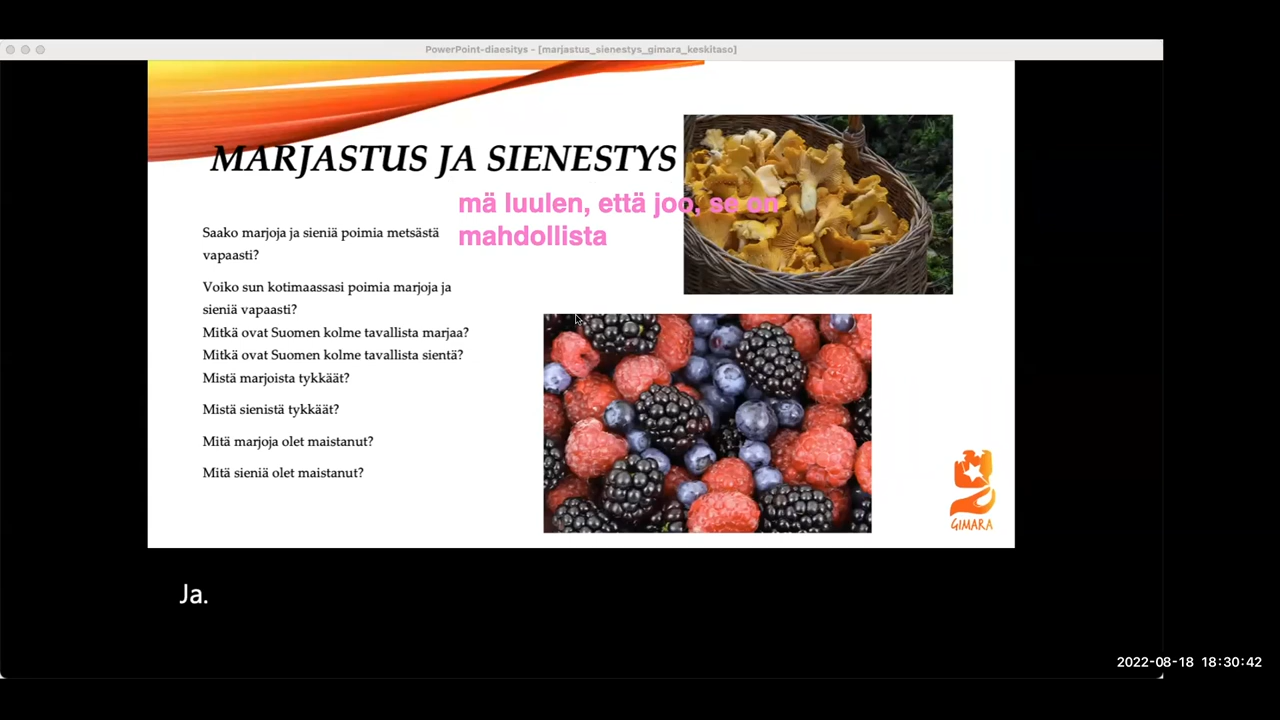 PowerPoint-diaesitys - [marjastus_sienestys_gimara_keskitaso]
MARJASTUS JA SIENESTYS
mä luulen, että joo, se on
mahdollista
Saako marjoja ja sieniä poimia metsästä
vapaasti?
Voiko sun kotimaassasi poimia marjoja ja
sieniä vapaasti?
Mitkä ovat Suomen kolme tavallista marjaa?
Mitkä ovat Suomen kolme tavallista sientä?
Mistä marjoista tykkäät?
Mistä sienistä tykkäät?
Mitä marjoja olet maistanut?
Mitä sieniä olet maistanut?
GIMARA
Ja.
2022-08-18 18:30:42